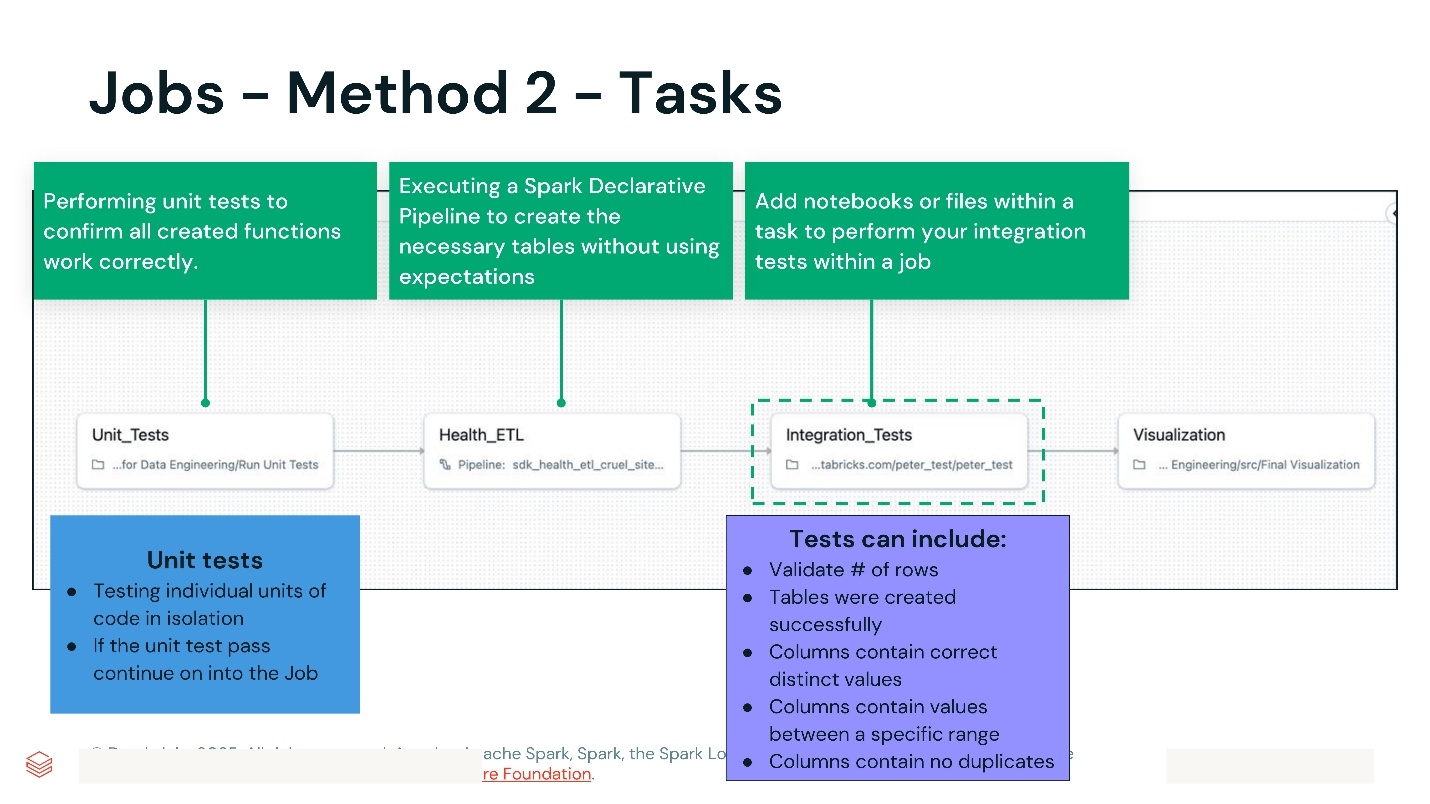 Jobs – Method 2 – Tasks
Performing unit tests to
confirm all created functions
work correctly.
Executing a Spark Declarative
Pipeline to create the
necessary tables without using
expectations
Add notebooks or files within a
task to perform your integration
tests within a job
Unit_Tests
...for Data Engineering/Run Unit Tests
Health_ETL
Pipeline: sdk_health_etl_cruel_site...
Integration_Tests
...tabricks.com/peter_test/peter_test
Visualization
... Engineering/src/Final Visualization
Unit tests
● Testing individual units of
code in isolation
● If the unit test pass
continue on into the Job
Tests can include:
● Validate # of rows
● Tables were created
successfully
● Columns contain correct
distinct values
● Columns contain values
between a specific range
● Columns contain no duplicates
ache Spark, Spark, the Spark Lo
re Foundation.